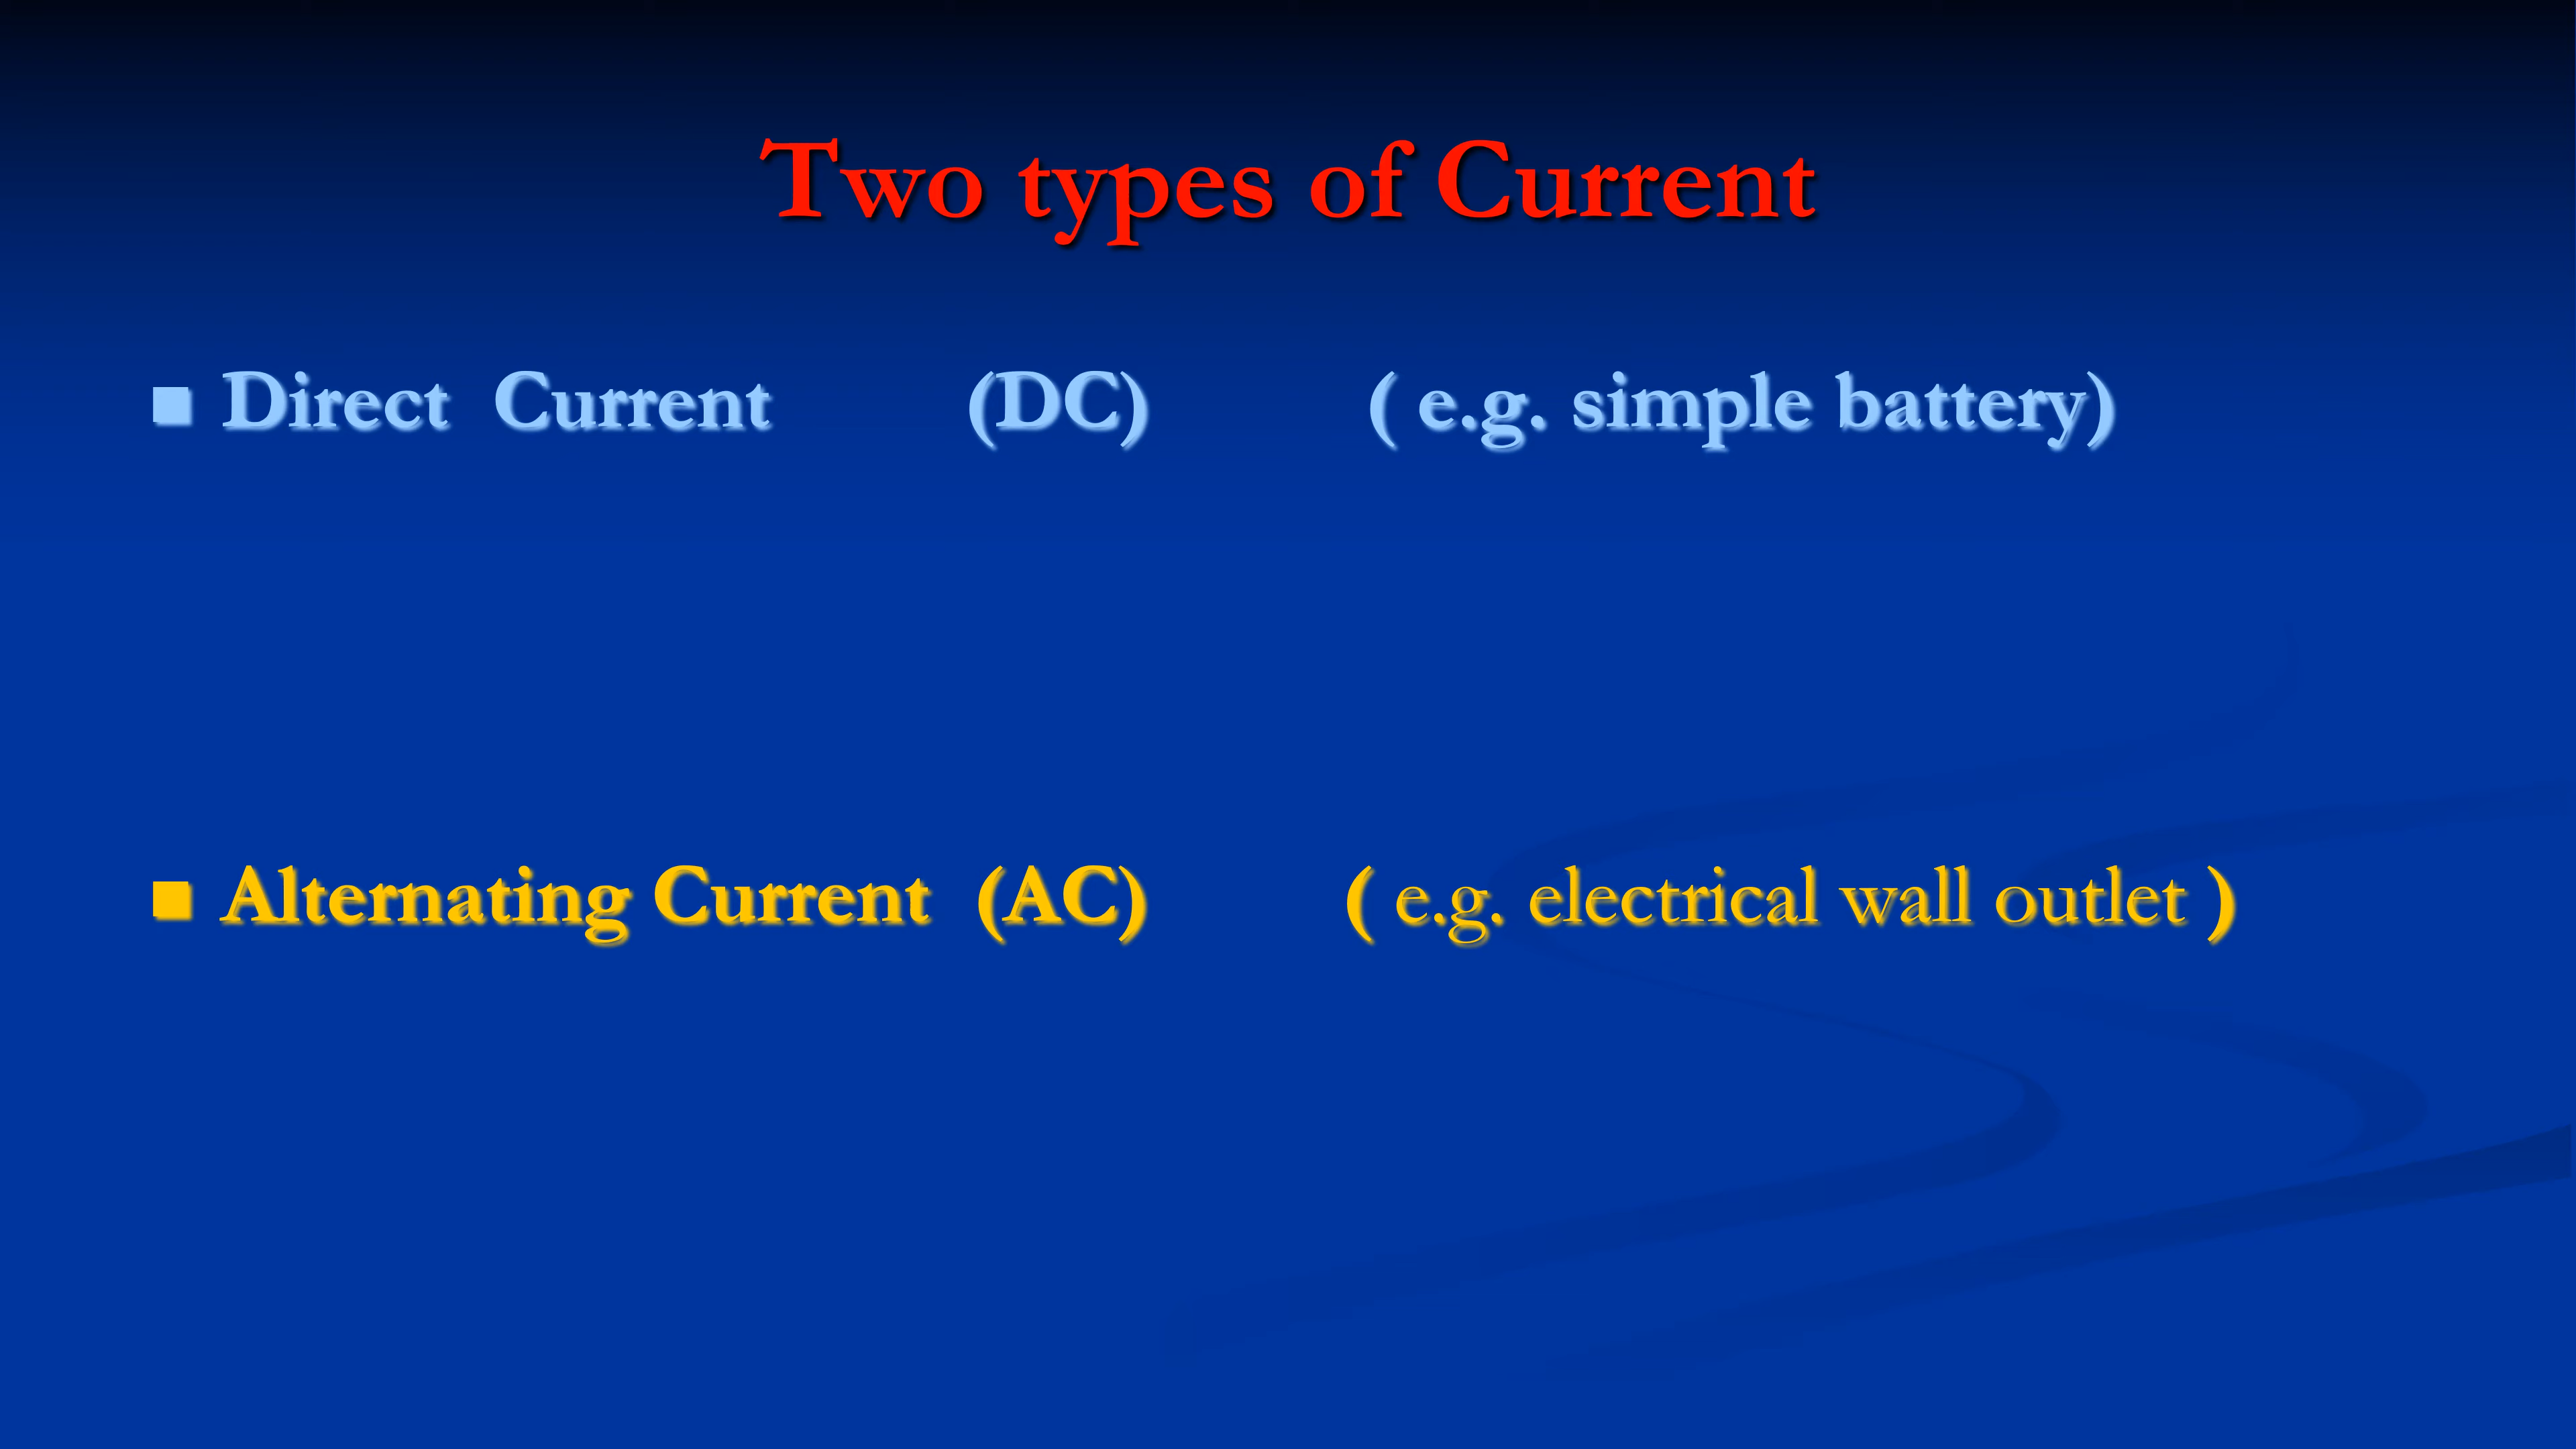 Two types of Current
■ Direct Current (DC) ( e.g. simple battery)
■ Alternating Current (AC) ( e.g. electrical wall outlet )